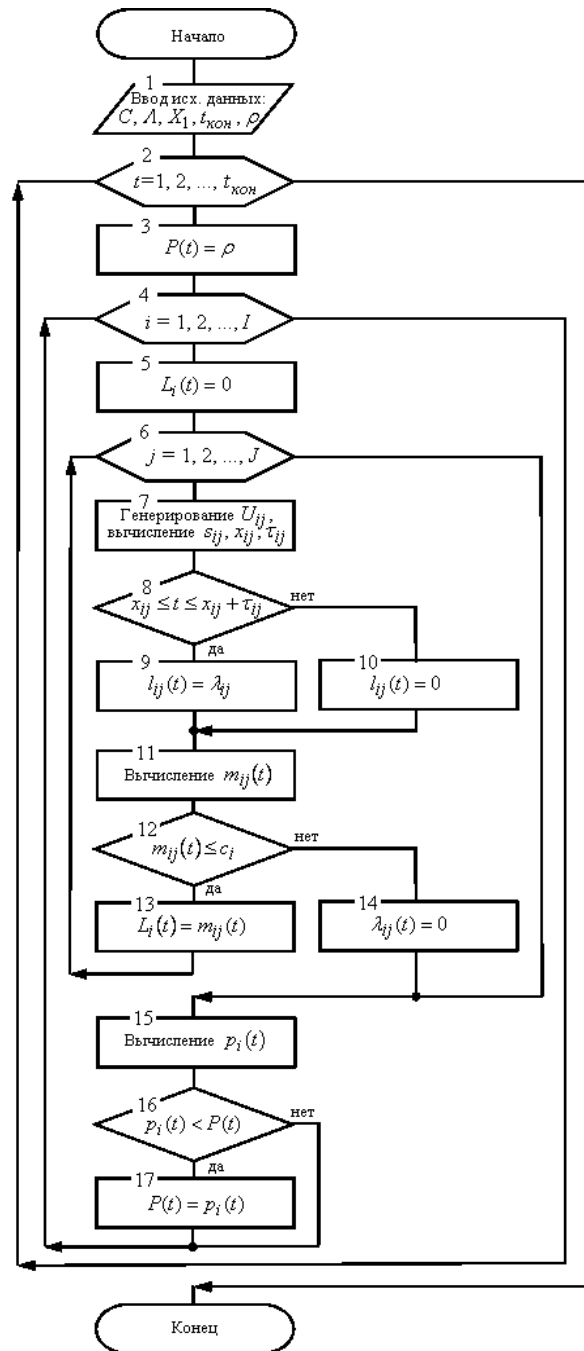 Начало
1
Ввод исх. данных:
C, Λ, X₁, tкон, ρ
2
t=1, 2, ..., tкон
3
P(t) = ρ
4
i = 1, 2, ..., I
5
Lᵢ(t) = 0
6
j = 1, 2, ..., J
7
Генерирование Uᵢⱼ,
вычисление sᵢⱼ, xᵢⱼ, τᵢⱼ
8
xᵢⱼ ≤ t ≤ xᵢⱼ + τᵢⱼ
нет
да
9
lᵢⱼ(t) = λᵢⱼ
10
lᵢⱼ(t) = 0
11
Вычисление mᵢⱼ(t)
12
mᵢⱼ(t) ≤ cᵢ
нет
да
13
Lᵢ(t) = mᵢⱼ(t)
14
λᵢⱼ(t) = 0
15
Вычисление pᵢ(t)
16
pᵢ(t) < P(t)
нет
да
17
P(t) = pᵢ(t)
Конец